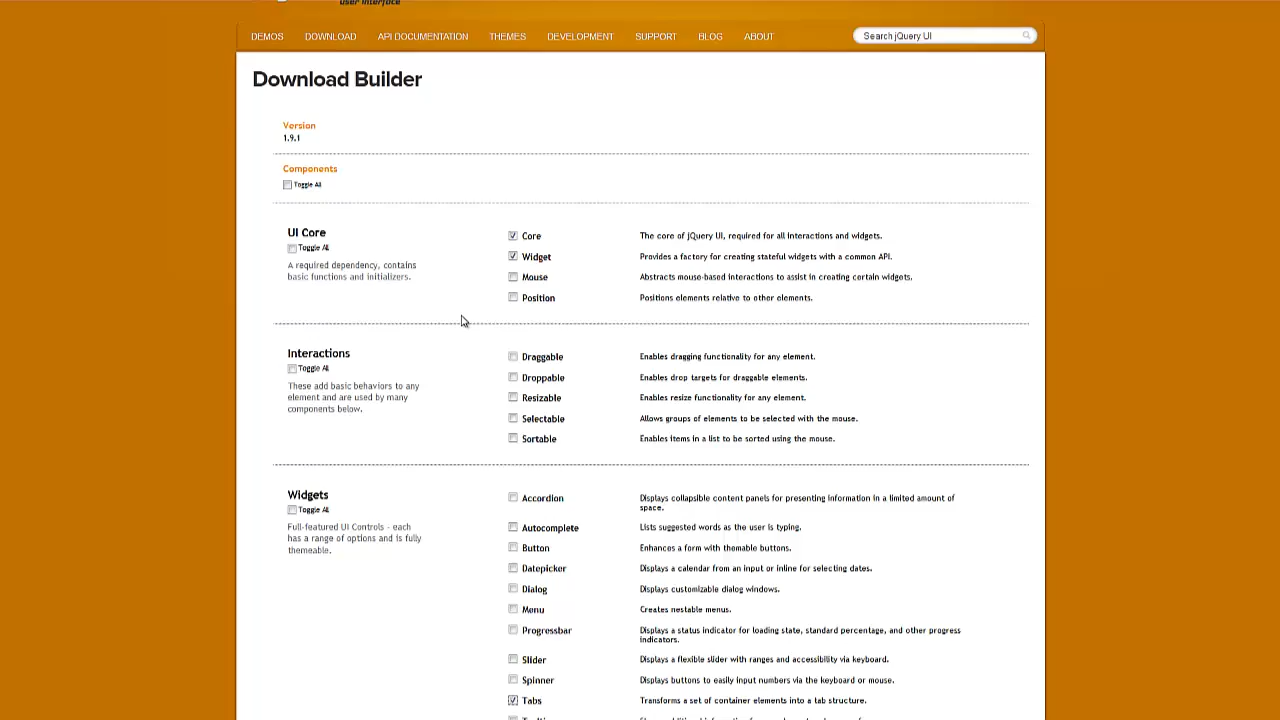 user interface
DEMOS DOWNLOAD API DOCUMENTATION THEMES DEVELOPMENT SUPPORT BLOG ABOUT Search jQuery UI
Download Builder
Version
1.9.1
Components
Toggle All
UI Core
Toggle All
A required dependency, contains
basic functions and initializers.
Core The core of jQuery UI, required for all interactions and widgets.
Widget Provides a factory for creating stateful widgets with a common API.
Mouse Abstracts mouse-based interactions to assist in creating certain widgets.
Position Positions elements relative to other elements.
Interactions
Toggle All
These add basic behaviors to any
element and are used by many
components below.
Draggable Enables dragging functionality for any element.
Droppable Enables drop targets for draggable elements.
Resizable Enables resize functionality for any element.
Selectable Allows groups of elements to be selected with the mouse.
Sortable Enables items in a list to be sorted using the mouse.
Widgets
Toggle All
Full-featured UI Controls - each
has a range of options and is fully
themeable.
Accordion Displays collapsible content panels for presenting information in a limited amount of
space.
Autocomplete Lists suggested words as the user is typing.
Button Enhances a form with themable buttons.
Datepicker Displays a calendar from an input or inline for selecting dates.
Dialog Displays customizable dialog windows.
Menu Creates nestable menus.
Progressbar Displays a status indicator for loading state, standard percentage, and other progress
indicators.
Slider Displays a flexible slider with ranges and accessibility via keyboard.
Spinner Displays buttons to easily input numbers via the keyboard or mouse.
Tabs Transforms a set of container elements into a tab structure.